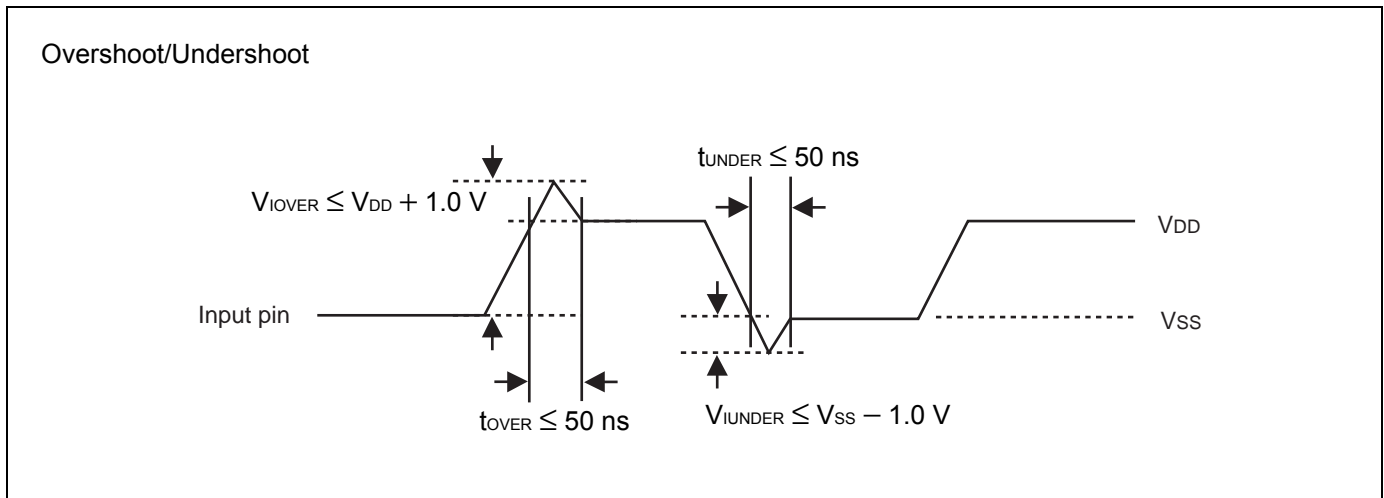 Overshoot/Undershoot
tUNDER ≤ 50 ns
VIOVER ≤ VDD + 1.0 V
VDD
Input pin
VSS
tOVER ≤ 50 ns
VIUNDER ≤ VSS − 1.0 V